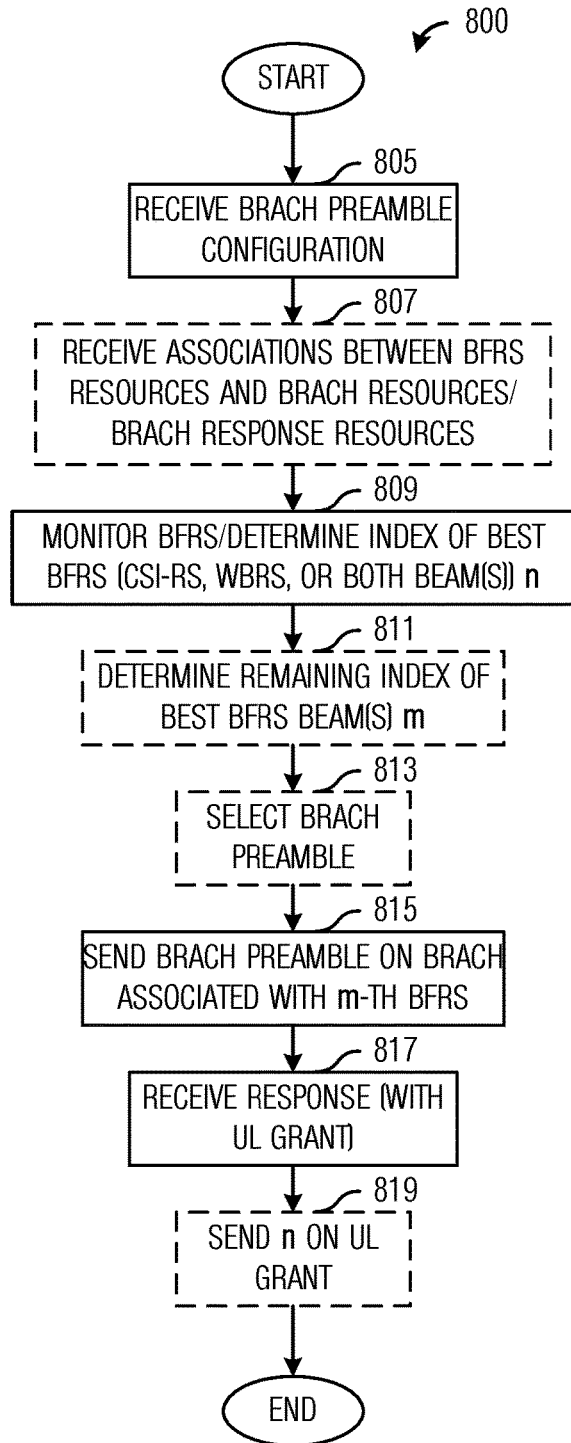 800
START
805
RECEIVE BRACH PREAMBLE
CONFIGURATION
807
RECEIVE ASSOCIATIONS BETWEEN BFRS
RESOURCES AND BRACH RESOURCES/
BRACH RESPONSE RESOURCES
809
MONITOR BFRS/DETERMINE INDEX OF BEST
BFRS (CSI-RS, WBRS, OR BOTH BEAM(S)) n
811
DETERMINE REMAINING INDEX OF
BEST BFRS BEAM(S) m
813
SELECT BRACH
PREAMBLE
815
SEND BRACH PREAMBLE ON BRACH
ASSOCIATED WITH m-TH BFRS
817
RECEIVE RESPONSE (WITH
UL GRANT)
819
SEND n ON UL
GRANT
END